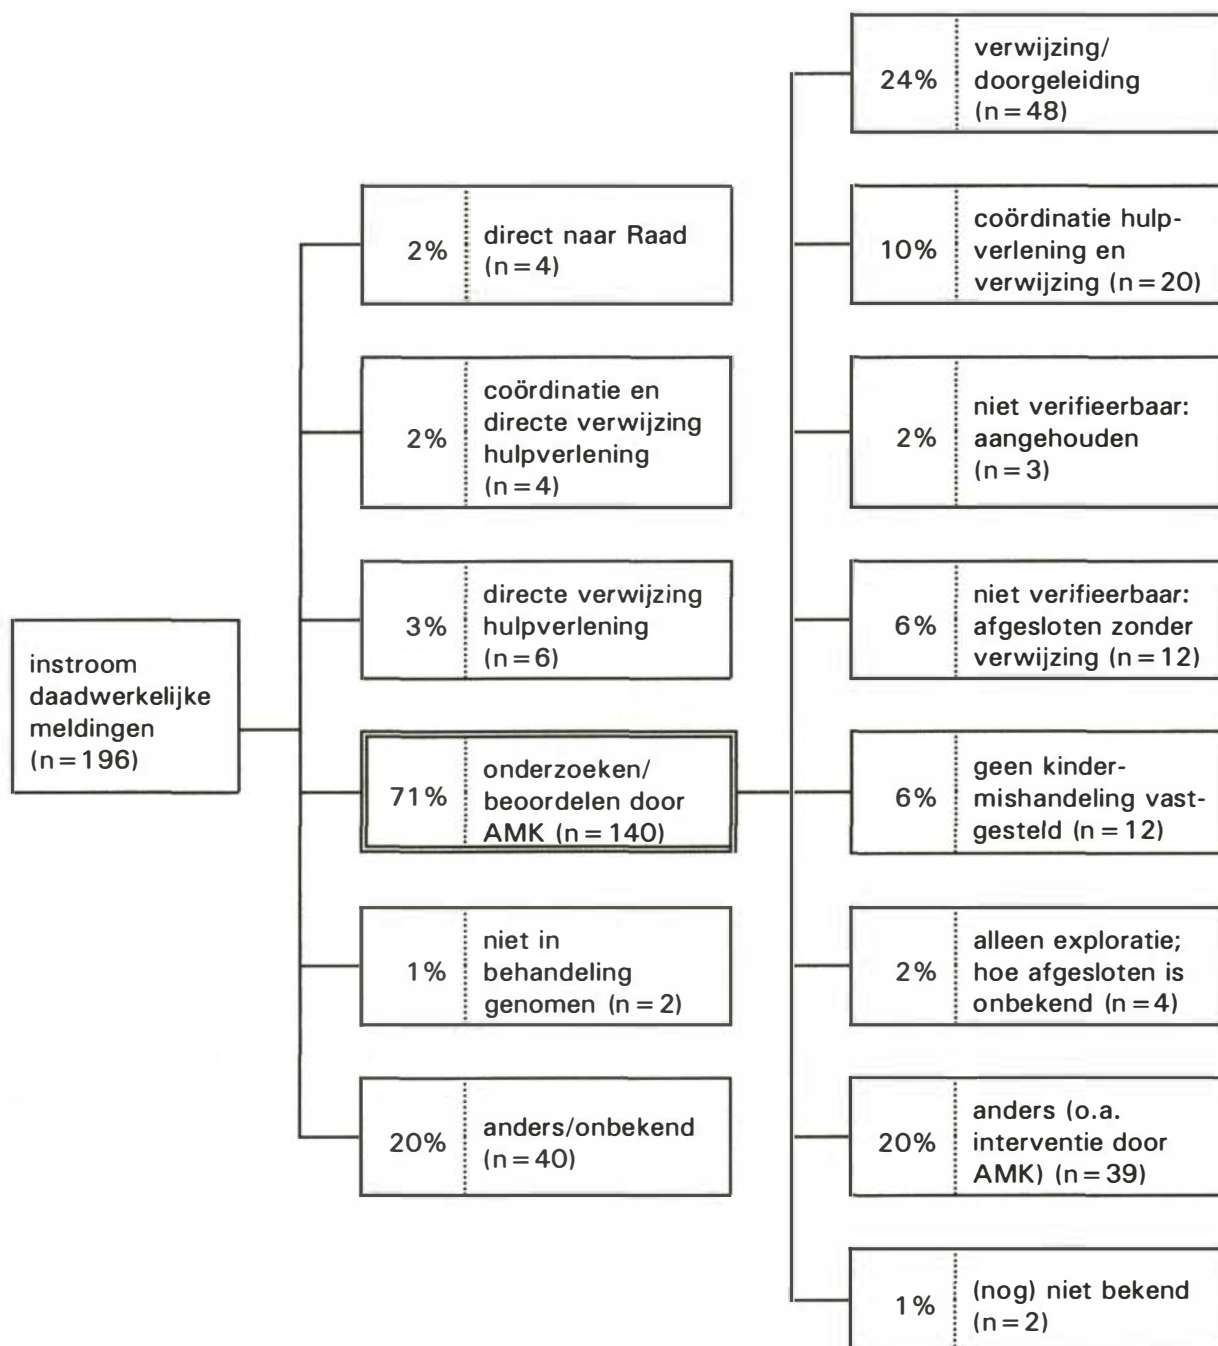 instroom
daadwerkelijke
meldingen
(n=196)
2%
direct naar Raad
(n=4)
2%
coördinatie en
directe verwijzing
hulpverlening
(n=4)
3%
directe verwijzing
hulpverlening
(n=6)
71%
onderzoeken/
beoordelen door
AMK (n=140)
1%
niet in
behandeling
genomen (n=2)
20%
anders/onbekend
(n=40)
24%
verwijzing/
doorgeleiding
(n=48)
10%
coördinatie hulp-
verlening en
verwijzing (n=20)
2%
niet verifieerbaar:
aangehouden
(n=3)
6%
niet verifieerbaar:
afgesloten zonder
verwijzing (n=12)
6%
geen kinder-
mishandeling vast-
gesteld (n=12)
2%
alleen exploratie;
hoe afgesloten is
onbekend (n=4)
20%
anders (o.a.
interventie door
AMK) (n=39)
1%
(nog) niet bekend
(n=2)